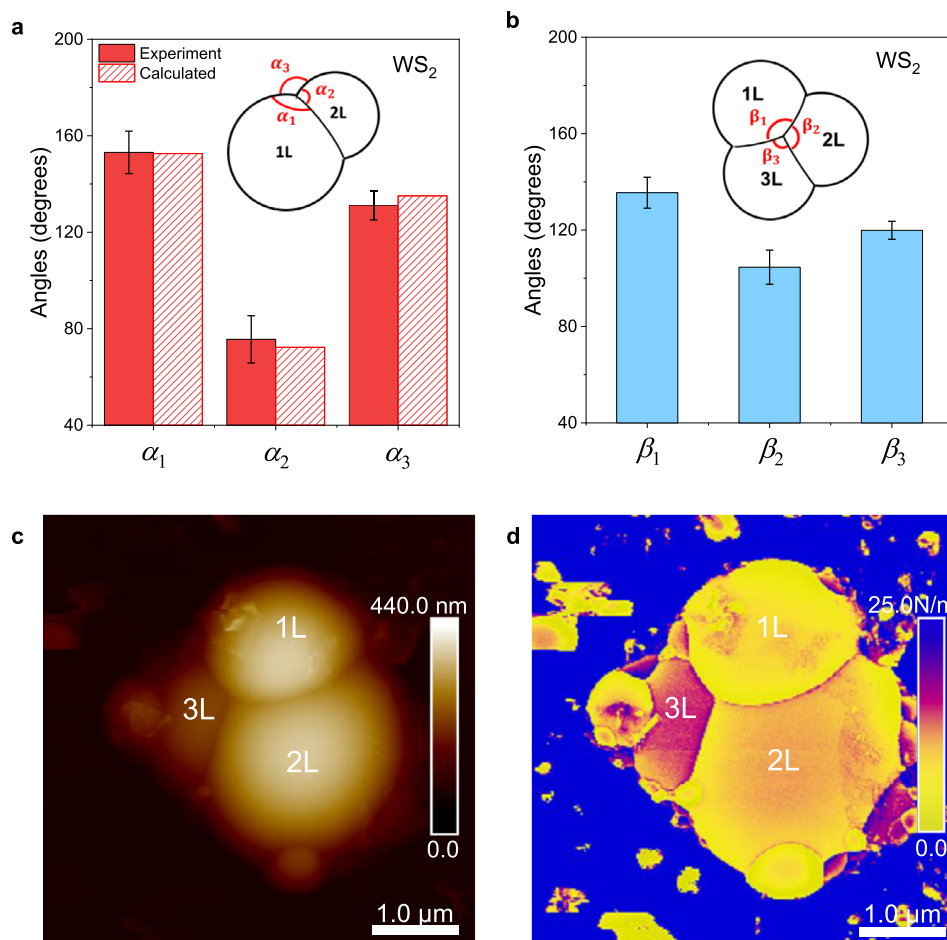 a
200
160
120
80
40
Angles (degrees)
Experiment
Calculated
WS₂
α₃
α₂
α₁
2L
1L
α₁
α₂
α₃
b
200
160
120
80
40
Angles (degrees)
WS₂
1L
β₁
β₂
2L
β₃
3L
β₁
β₂
β₃
c
440.0 nm
1L
3L
2L
0.0
1.0 μm
d
25.0N/m
1L
3L
2L
0.0
1.0 μm